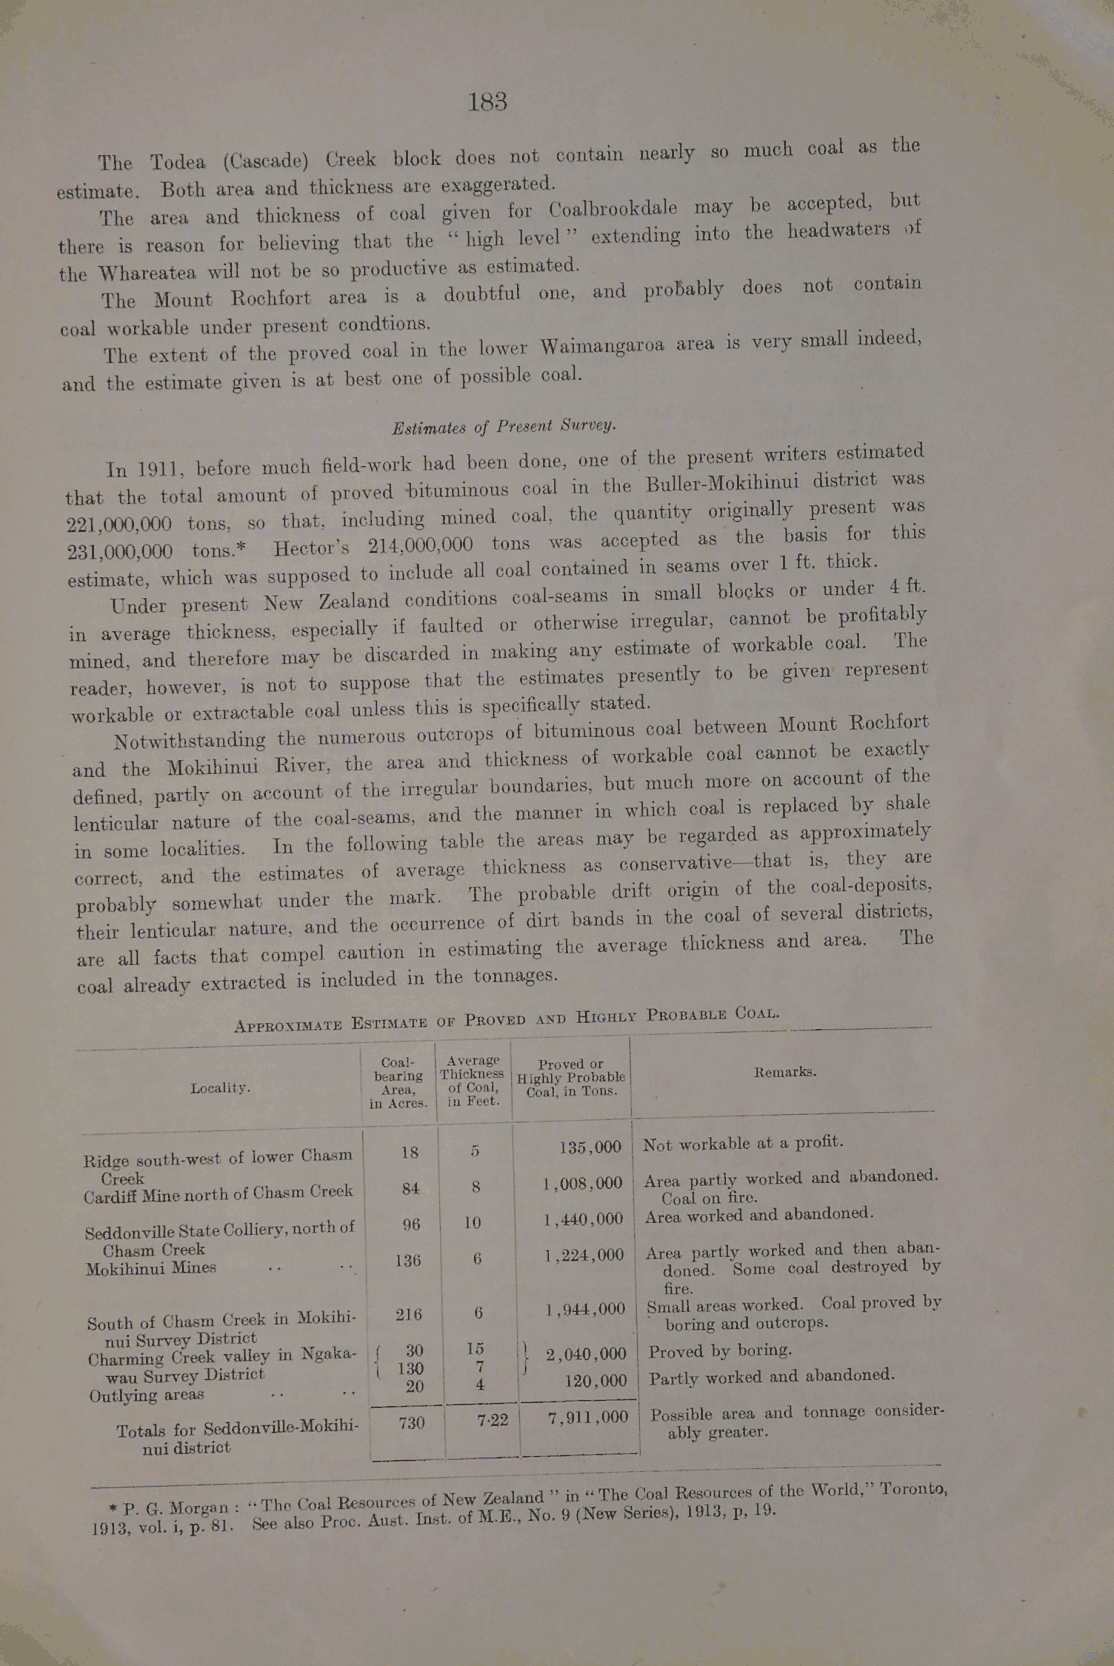 183
The Todea (Cascade) Creek block does not contain nearly so much coal as the
estimate. Both area and thickness are exaggerated.
The area and thickness of coal given for Coalbrookdale may be accepted, but
there is reason for believing that the "high level" extending into the headwaters of
the Whareatea will not be so productive as estimated.
The Mount Rochfort area is a doubtful one, and probably does not contain
coal workable under present condtions.
The extent of the proved coal in the lower Waimangaroa area is very small indeed,
and the estimate given is at best one of possible coal.
Estimates of Present Survey.
In 1911, before much field-work had been done, one of the present writers estimated
that the total amount of proved bituminous coal in the Buller-Mokihinui district was
221,000,000 tons, so that, including mined coal, the quantity originally present was
231,000,000 tons.* Hector's 214,000,000 tons was accepted as the basis for this
estimate, which was supposed to include all coal contained in seams over 1 ft. thick.
Under present New Zealand conditions coal-seams in small blocks or under 4 ft.
in average thickness, especially if faulted or otherwise irregular, cannot be profitably
mined, and therefore may be discarded in making any estimate of workable coal. The
reader, however, is not to suppose that the estimates presently to be given represent
workable or extractable coal unless this is specifically stated.
Notwithstanding the numerous outcrops of bituminous coal between Mount Rochfort
and the Mokihinui River, the area and thickness of workable coal cannot be exactly
defined, partly on account of the irregular boundaries, but much more on account of the
lenticular nature of the coal-seams, and the manner in which coal is replaced by shale
in some localities. In the following table the areas may be regarded as approximately
correct, and the estimates of average thickness as conservative—that is, they are
probably somewhat under the mark. The probable drift origin of the coal-deposits,
their lenticular nature, and the occurrence of dirt bands in the coal of several districts,
are all facts that compel caution in estimating the average thickness and area. The
coal already extracted is included in the tonnages.
APPROXIMATE ESTIMATE OF PROVED AND HIGHLY PROBABLE COAL.
Locality. Coal-bearing Area, in Acres. Average Thickness of Coal, in Feet. Proved or Highly Probable Coal, in Tons. Remarks.
Ridge south-west of lower Chasm 18 5 135,000 Not workable at a profit.
Creek
Cardiff Mine north of Chasm Creek 84 8 1,008,000 Area partly worked and abandoned.
Coal on fire.
Seddonville State Colliery, north of 96 10 1,440,000 Area worked and abandoned.
Chasm Creek
Mokihinui Mines .. .. 136 6 1,224,000 Area partly worked and then aban-
doned. Some coal destroyed by
fire.
South of Chasm Creek in Mokihi- 216 6 1,944,000 Small areas worked. Coal proved by
nui Survey District boring and outcrops.
Charming Creek valley in Ngaka- { 30 15 } 2,040,000 Proved by boring.
wau Survey District { 130 7 }
Outlying areas .. .. 20 4 120,000 Partly worked and abandoned.
Totals for Seddonville-Mokihi- 730 7·22 7,911,000 Possible area and tonnage consider-
nui district ably greater.
* P. G. Morgan : "The Coal Resources of New Zealand" in "The Coal Resources of the World," Toronto,
1913, vol. i, p. 81. See also Proc. Aust. Inst. of M.E., No. 9 (New Series), 1913, p, 19.